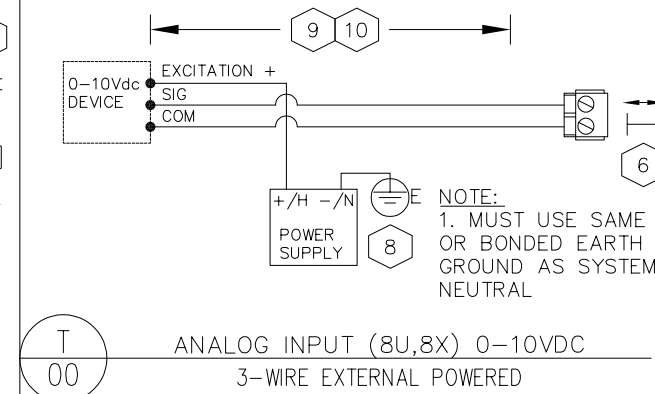 9 10
EXCITATION +
0-10Vdc
DEVICE
SIG
COM
6
+/H -/N
E
POWER
SUPPLY
8
NOTE:
1. MUST USE SAME
OR BONDED EARTH
GROUND AS SYSTEM
NEUTRAL
T
00
ANALOG INPUT (8U,8X) 0-10VDC
3-WIRE EXTERNAL POWERED